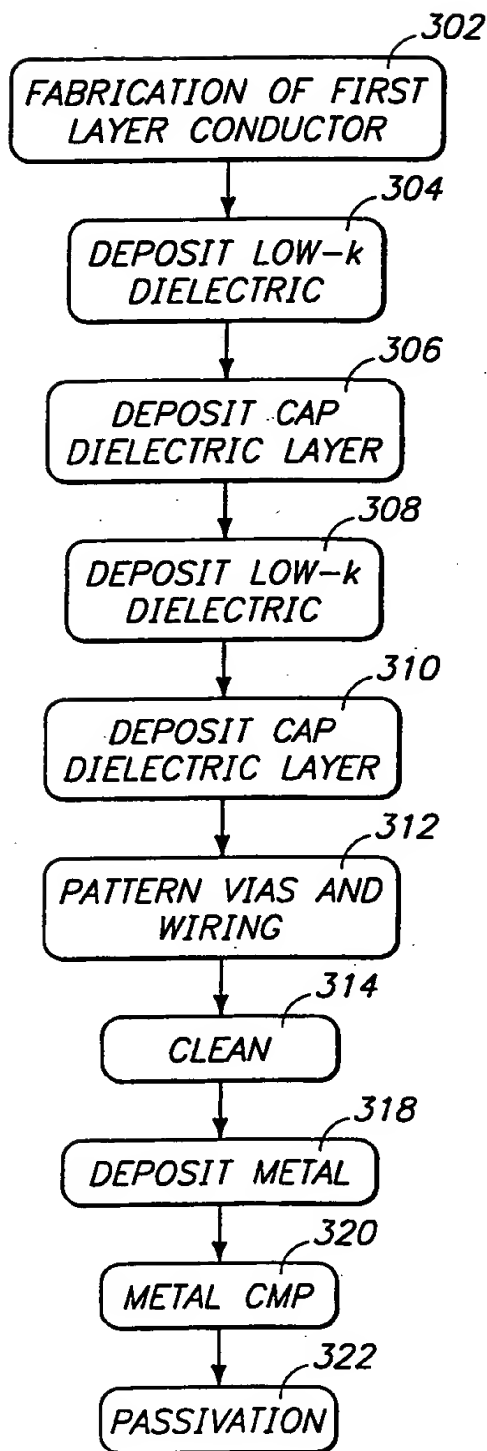 302
FABRICATION OF FIRST
LAYER CONDUCTOR
304
DEPOSIT LOW-k
DIELECTRIC
306
DEPOSIT CAP
DIELECTRIC LAYER
308
DEPOSIT LOW-k
DIELECTRIC
310
DEPOSIT CAP
DIELECTRIC LAYER
312
PATTERN VIAS AND
WIRING
314
CLEAN
318
DEPOSIT METAL
320
METAL CMP
322
PASSIVATION